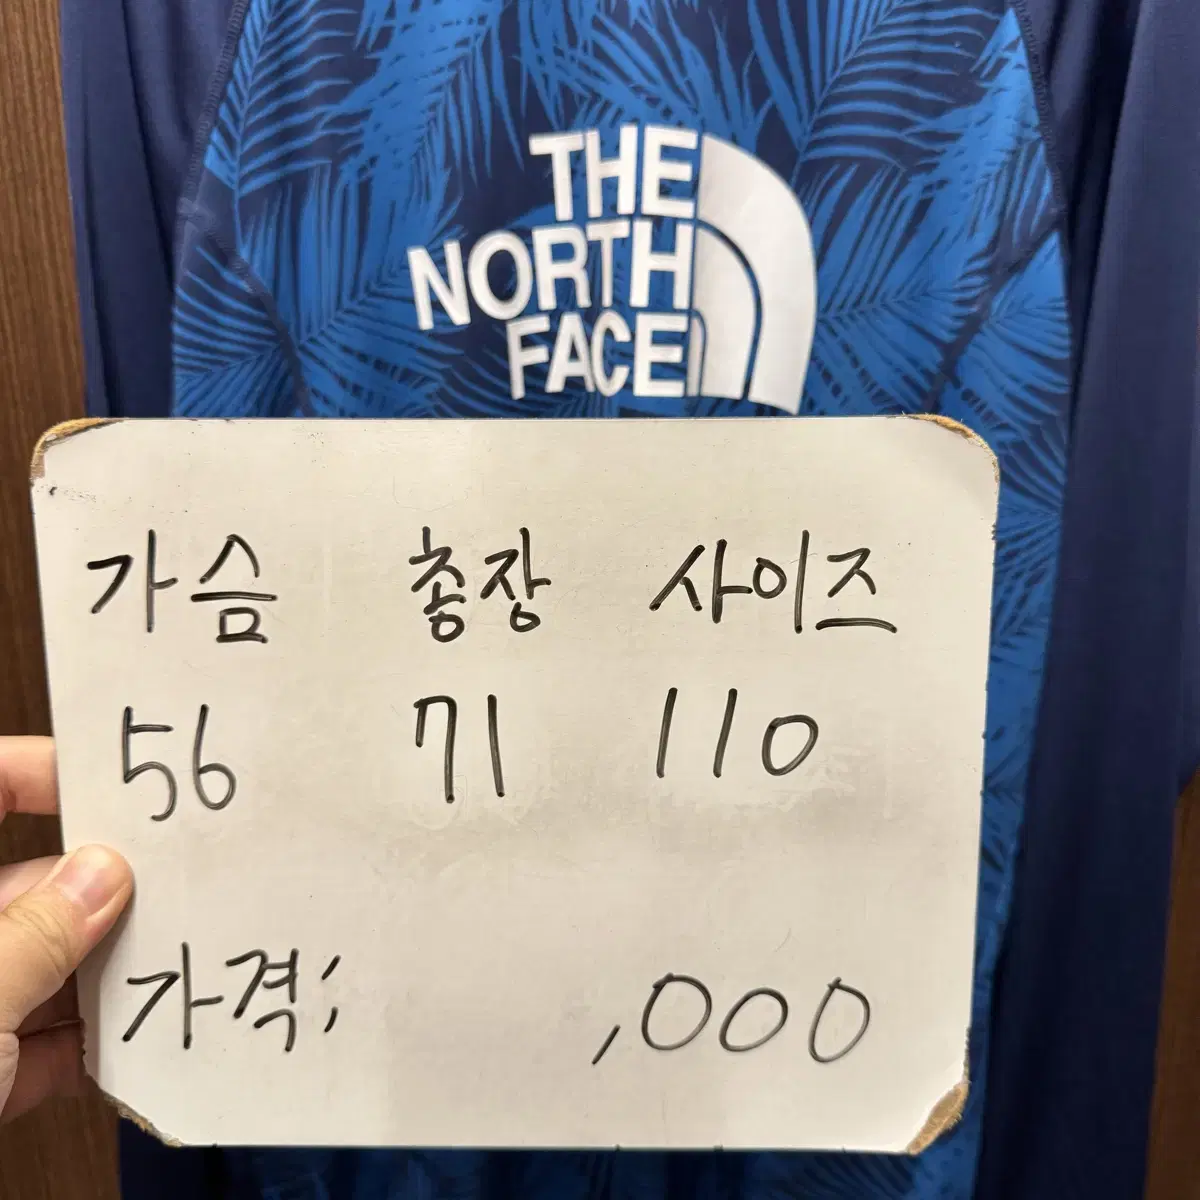 THE
NORTH
FACE
가슴 총장 사이즈
56 71 110
가격; ,000